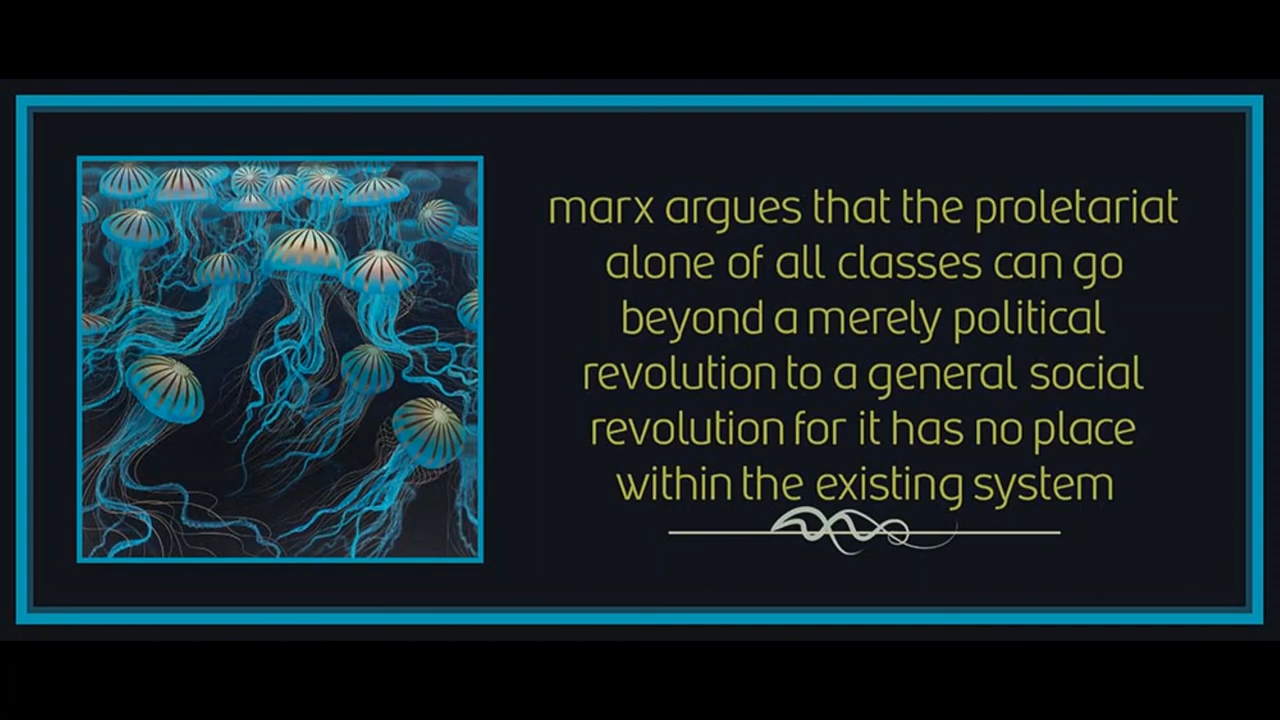 marx argues that the proletariat
alone of all classes can go
beyond a merely political
revolution to a general social
revolution for it has no place
within the existing system